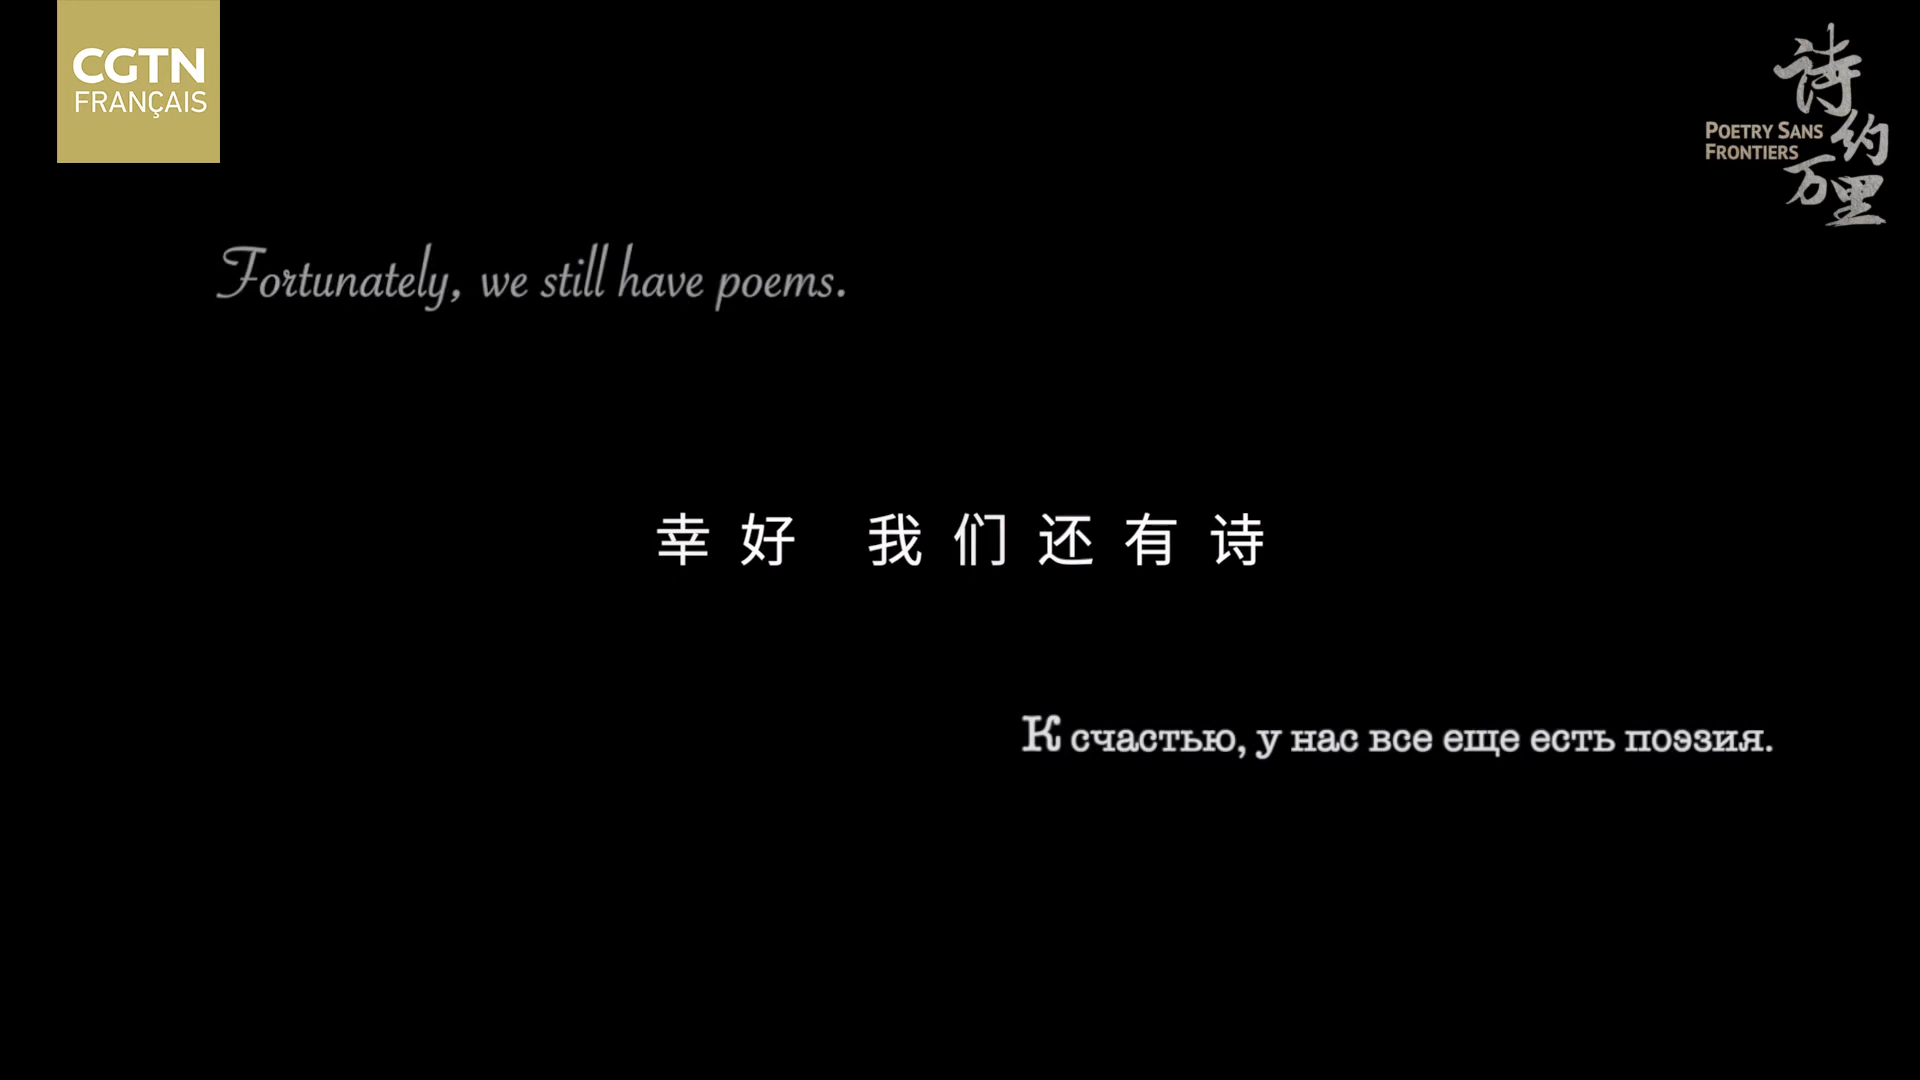 CGTN
FRANÇAIS
诗约万里
POETRY SANS
FRONTIERS
Fortunately, we still have poems.
幸好 我们还有诗
К счастью, у нас все еще есть поэзия.